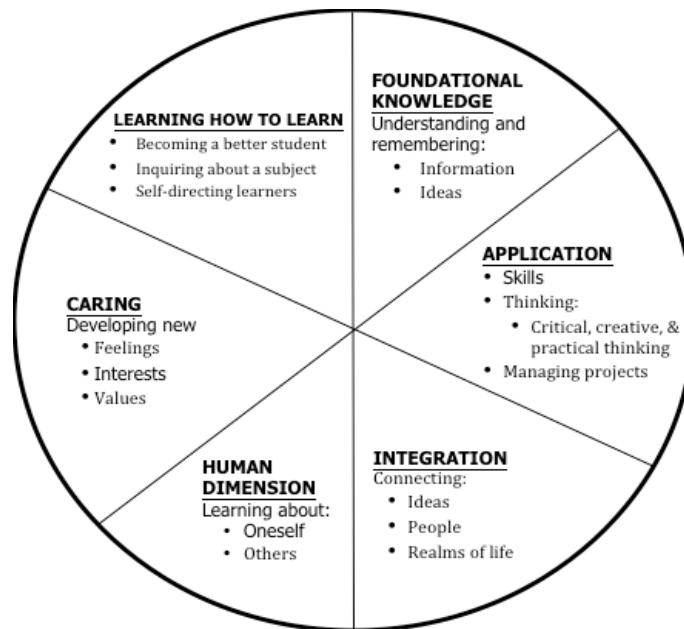 FOUNDATIONAL
KNOWLEDGE
Understanding and
remembering:
• Information
• Ideas
APPLICATION
• Skills
• Thinking:
• Critical, creative, &
practical thinking
• Managing projects
INTEGRATION
Connecting:
• Ideas
• People
• Realms of life
HUMAN
DIMENSION
Learning about:
• Oneself
• Others
CARING
Developing new
• Feelings
• Interests
• Values
LEARNING HOW TO LEARN
• Becoming a better student
• Inquiring about a subject
• Self-directing learners